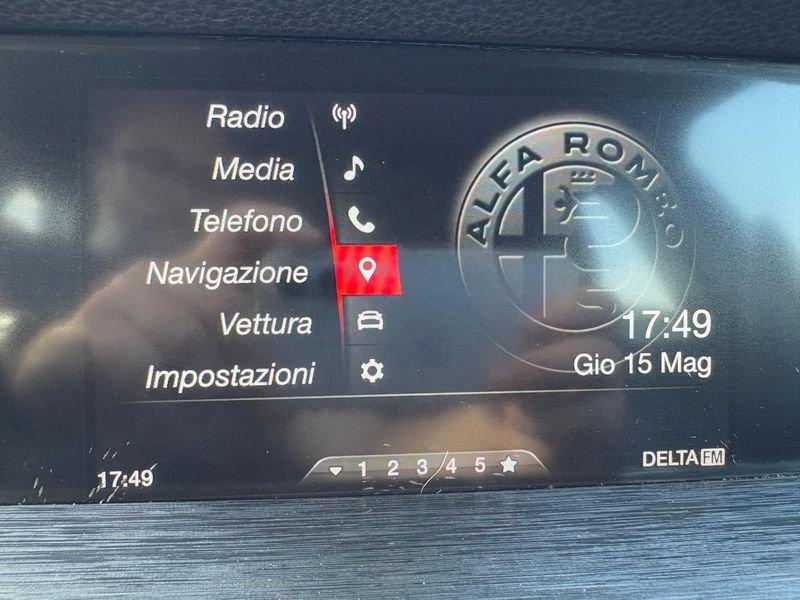 Radio
Media
Telefono
Navigazione
Vettura
Impostazioni
ALFA ROMEO
17:49
Gio 15 Mag
17:49
1 2 3 4 5
DELTA FM